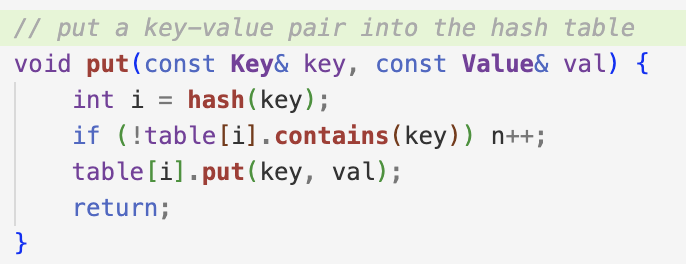 // put a key-value pair into the hash table
void put(const Key& key, const Value& val) {
    int i = hash(key);
    if (!table[i].contains(key)) n++;
    table[i].put(key, val);
    return;
}